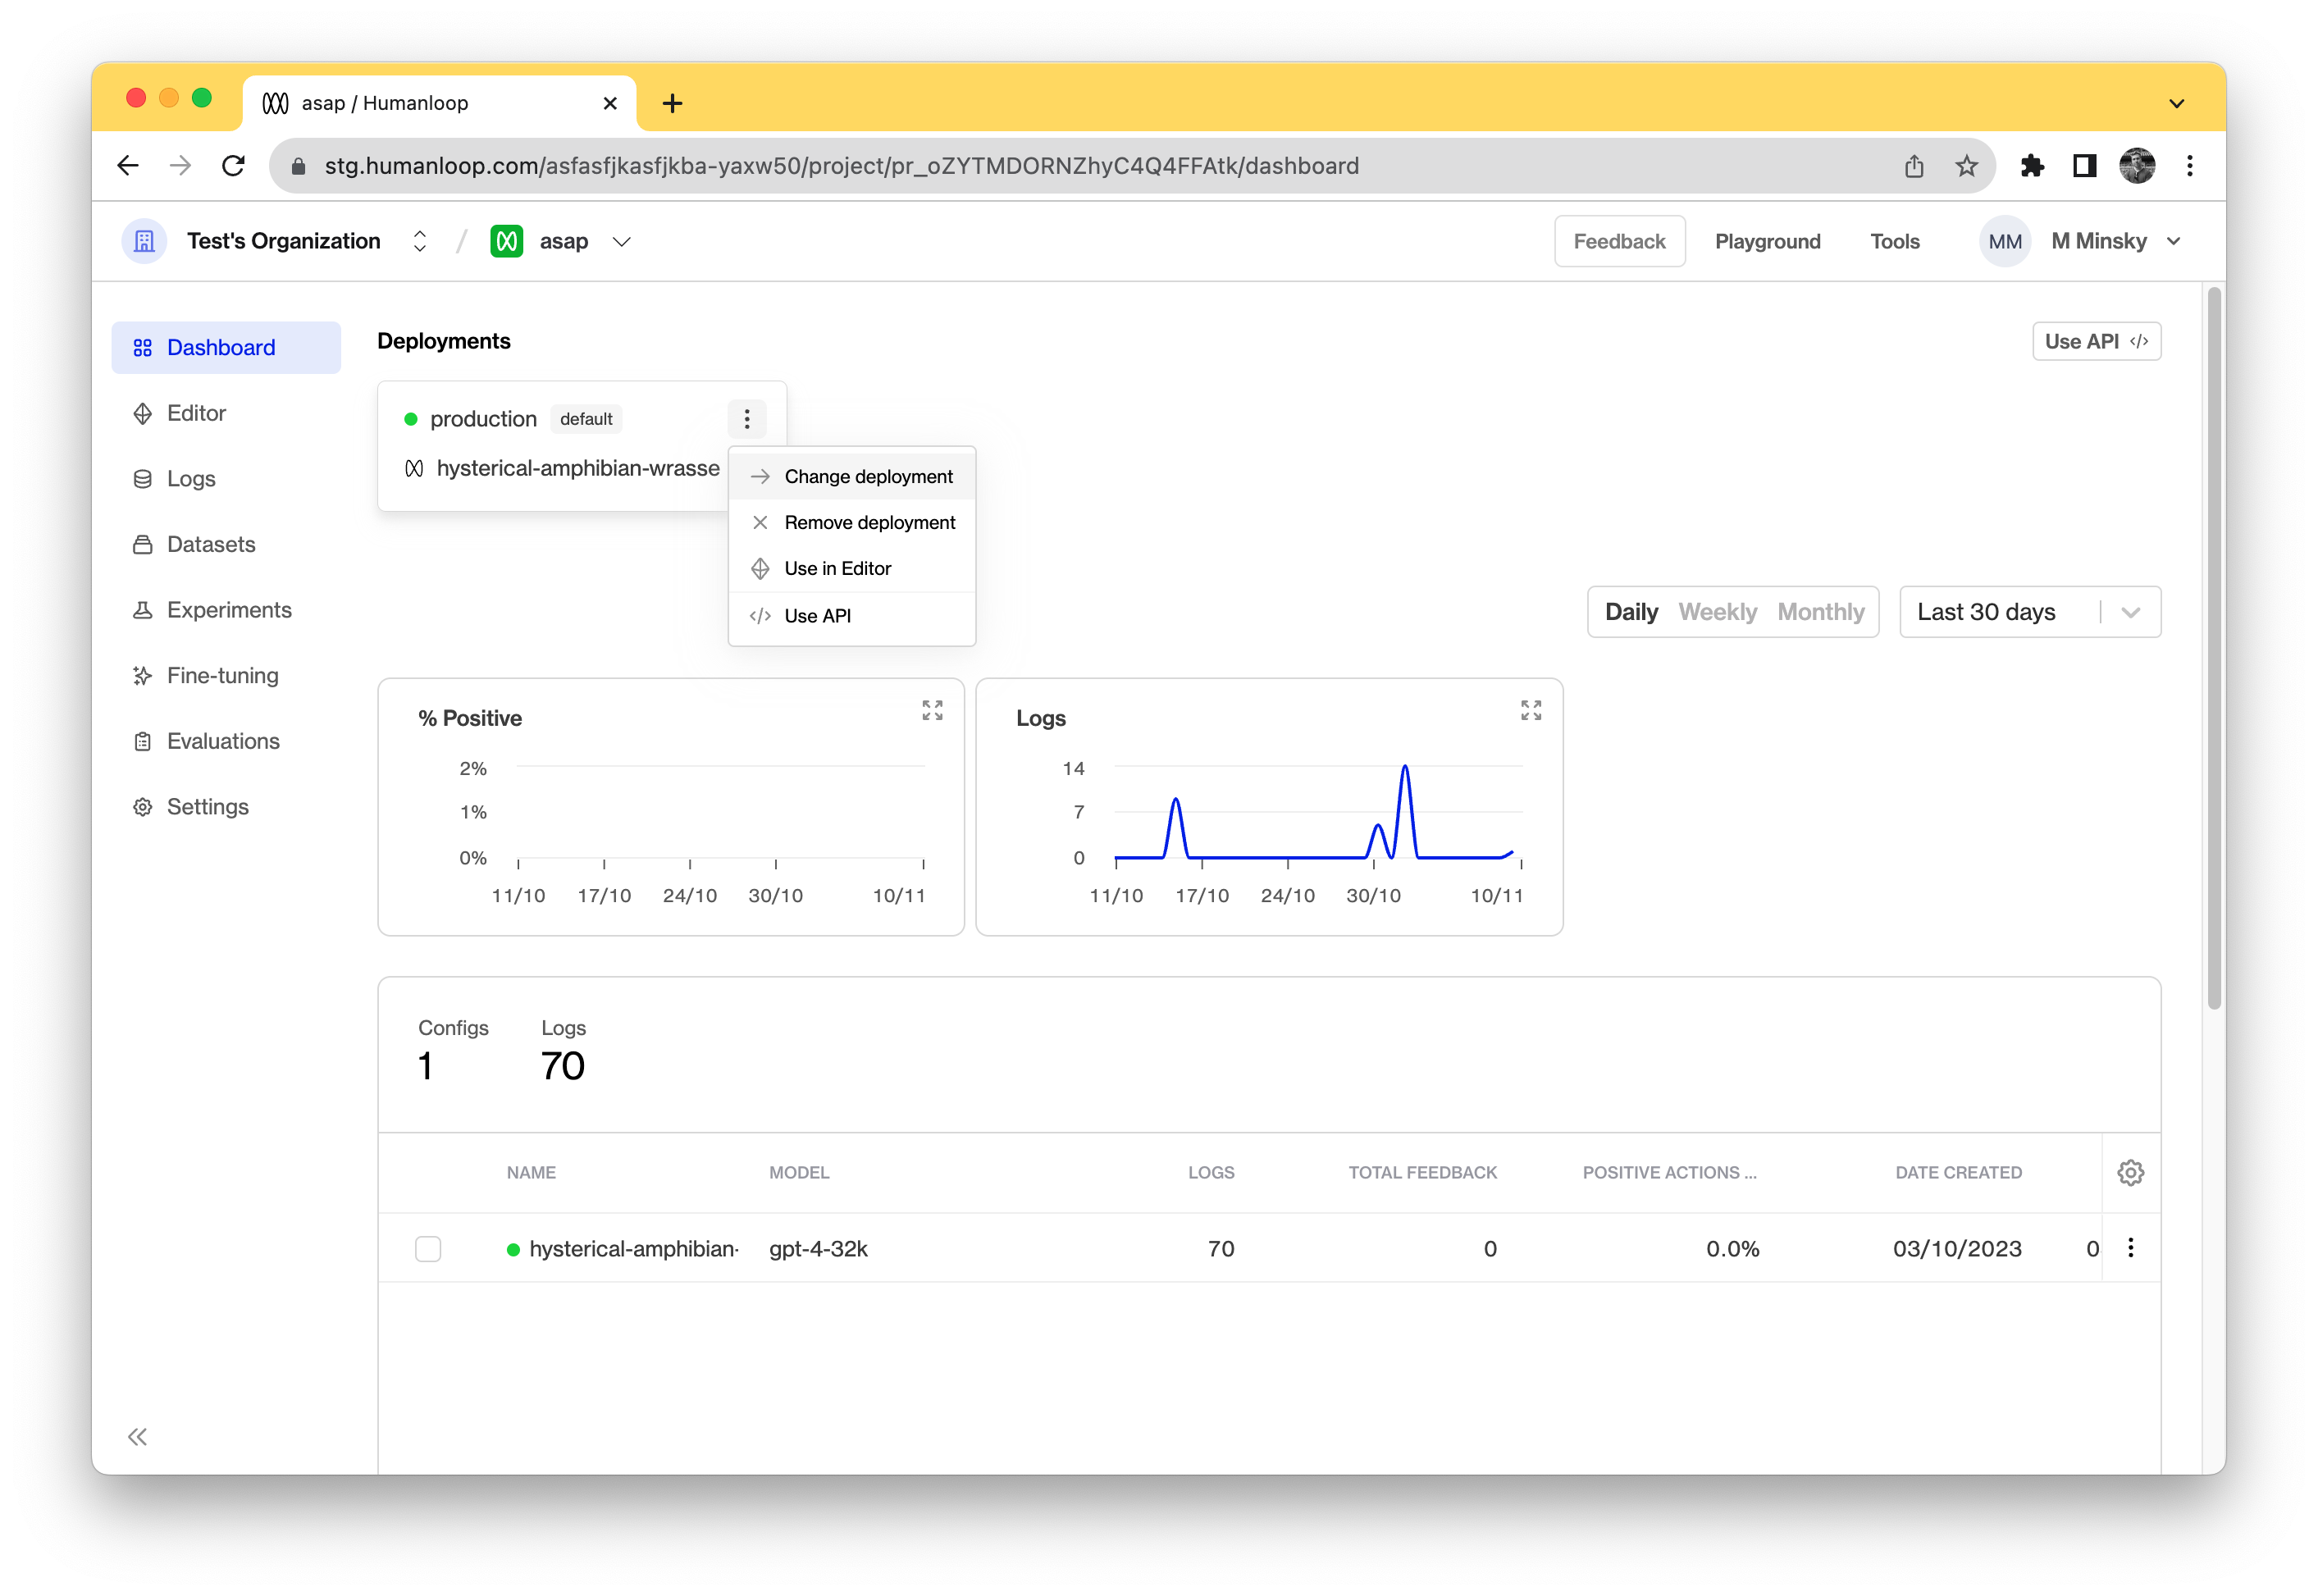 asap / Humanloop
stg.humanloop.com/asfasfjkasfjkba-yaxw50/project/pr_oZYTMDORNZhyC4Q4FFAtk/dashboard
Test's Organization / asap
Feedback Playground Tools MM M Minsky
Dashboard
Editor
Logs
Datasets
Experiments
Fine-tuning
Evaluations
Settings
Deployments
Use API
production default
hysterical-amphibian-wrasse
Change deployment
Remove deployment
Use in Editor
Use API
Daily Weekly Monthly
Last 30 days
% Positive
2%
1%
0%
11/10 17/10 24/10 30/10 10/11
Logs
14
7
0
11/10 17/10 24/10 30/10 10/11
Configs Logs
1 70
NAME MODEL LOGS TOTAL FEEDBACK POSITIVE ACTIONS ... DATE CREATED
hysterical-amphibian- gpt-4-32k 70 0 0.0% 03/10/2023 0